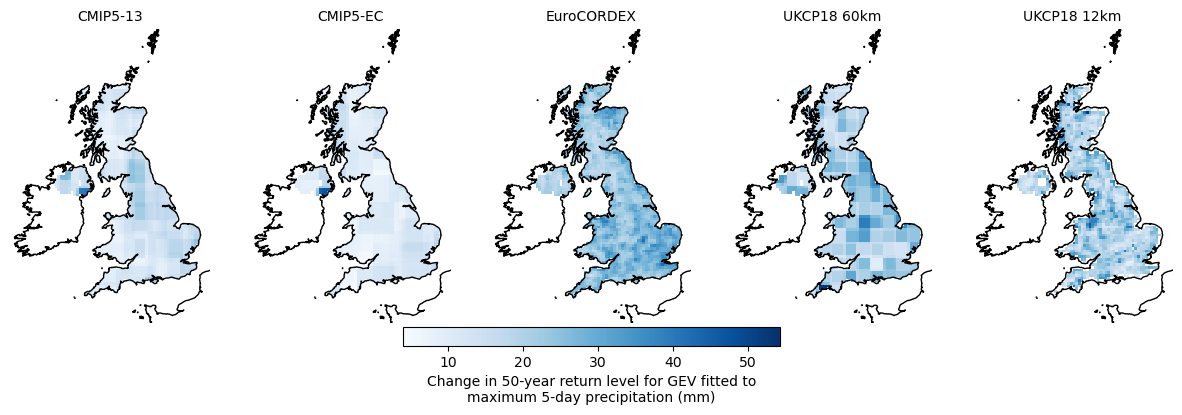 CMIP5-13 CMIP5-EC EuroCORDEX UKCP18 60km UKCP18 12km
10 20 30 40 50
Change in 50-year return level for GEV fitted to
maximum 5-day precipitation (mm)